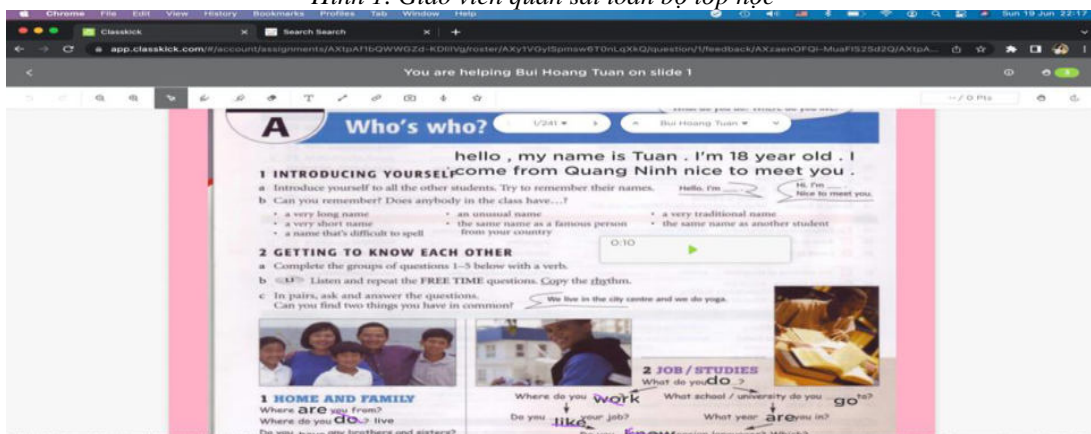 Hình 1. Giáo viên quan sát toàn bộ lớp học
Chrome File Edit View History Bookmarks Profiles Tab Window Help
Sun 19 Jun 22:17
Classkick
Search Search
You are helping Bui Hoang Tuan on slide 1
T
--/0 Pts
A Who's who?
1/241
Bui Hoang Tuan
hello , my name is Tuan . I'm 18 year old . I
come from Quang Ninh nice to meet you .
1 INTRODUCING YOURSELF
a Introduce yourself to all the other students. Try to remember their names.
Hello. I'm
Hi. I'm
Nice to meet you.
b Can you remember? Does anybody in the class have…?
• a very long name
• an unusual name
• a very traditional name
• a very short name
• the same name as a famous person
from your country
• the same name as another student
• a name that's difficult to spell
0:10
2 GETTING TO KNOW EACH OTHER
a Complete the groups of questions 1–5 below with a verb.
b Listen and repeat the FREE TIME questions. Copy the rhythm.
c In pairs, ask and answer the questions.
Can you find two things you have in common?
We live in the city centre and we do yoga.
2 JOB / STUDIES
What do you do ?
Where do you work
What school / university do you go to?
Do you like your job?
What year are you in?
1 HOME AND FAMILY
Where are you from?
Where do you do live
Do you have any brothers and sisters?